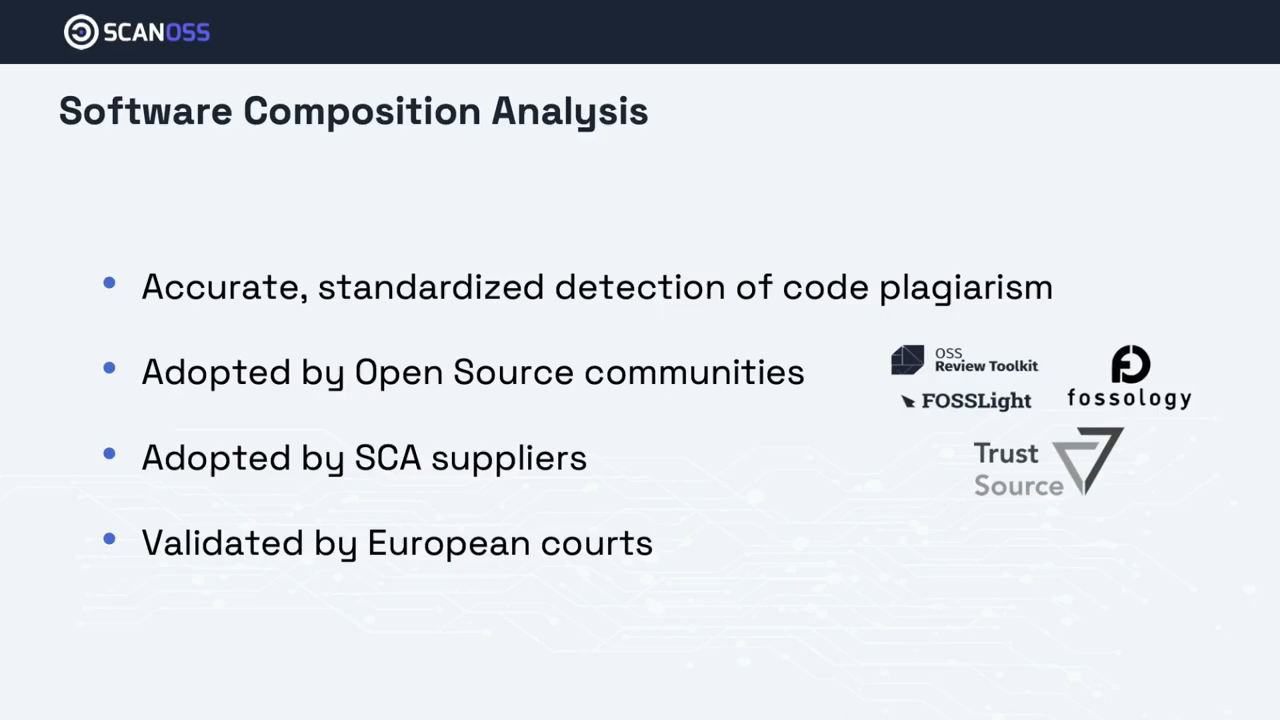 SCANOSS
Software Composition Analysis
Accurate, standardized detection of code plagiarism
Adopted by Open Source communities
OSS
Review Toolkit
FOSSLight
fossology
Adopted by SCA suppliers
Trust
Source
Validated by European courts